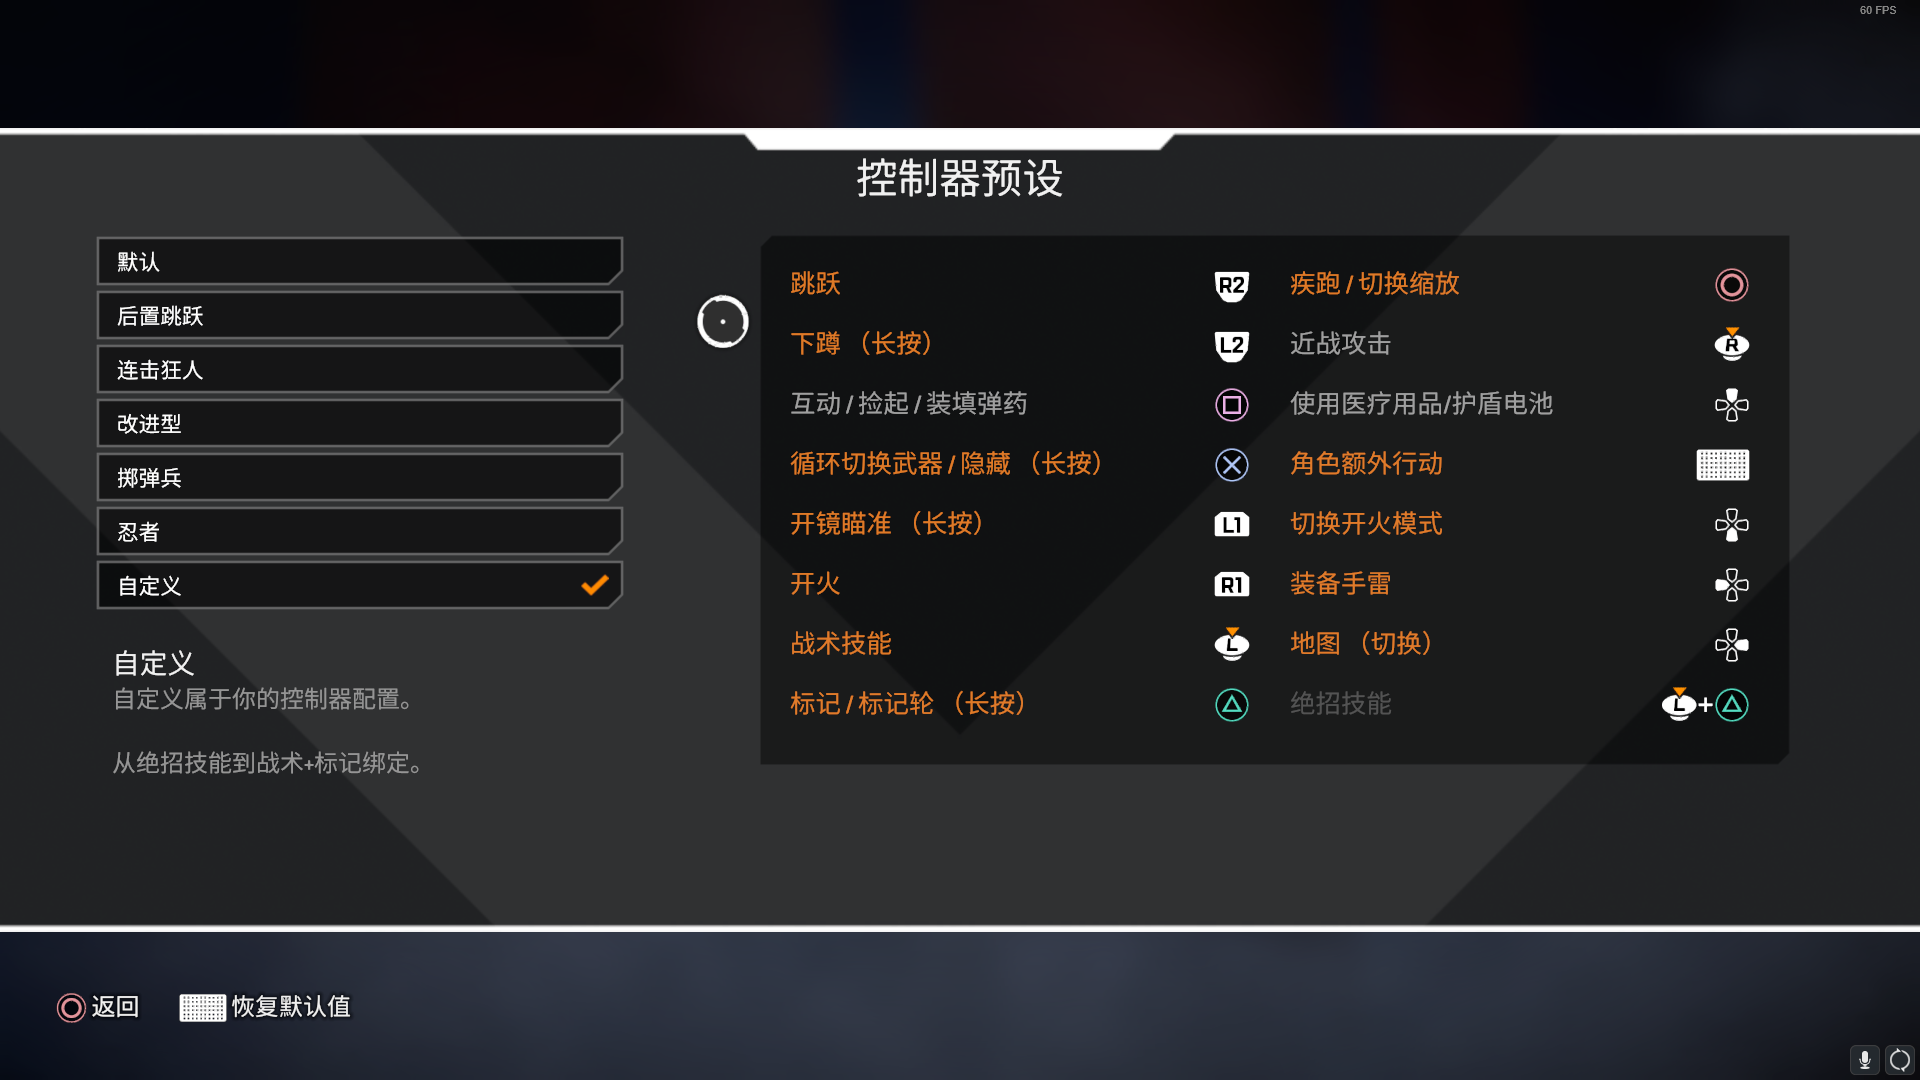 60 FPS
控制器预设
默认
后置跳跃
连击狂人
改进型
掷弹兵
忍者
自定义
自定义
自定义属于你的控制器配置。
从绝招技能到战术+标记绑定。
跳跃 R2 疾跑 / 切换缩放
下蹲 （长按） L2 近战攻击 R
互动 / 捡起 / 装填弹药 使用医疗用品/护盾电池
循环切换武器 / 隐藏 （长按） 角色额外行动
开镜瞄准 （长按） L1 切换开火模式
开火 R1 装备手雷
战术技能 L 地图 （切换）
标记 / 标记轮 （长按） 绝招技能 L+
返回 恢复默认值